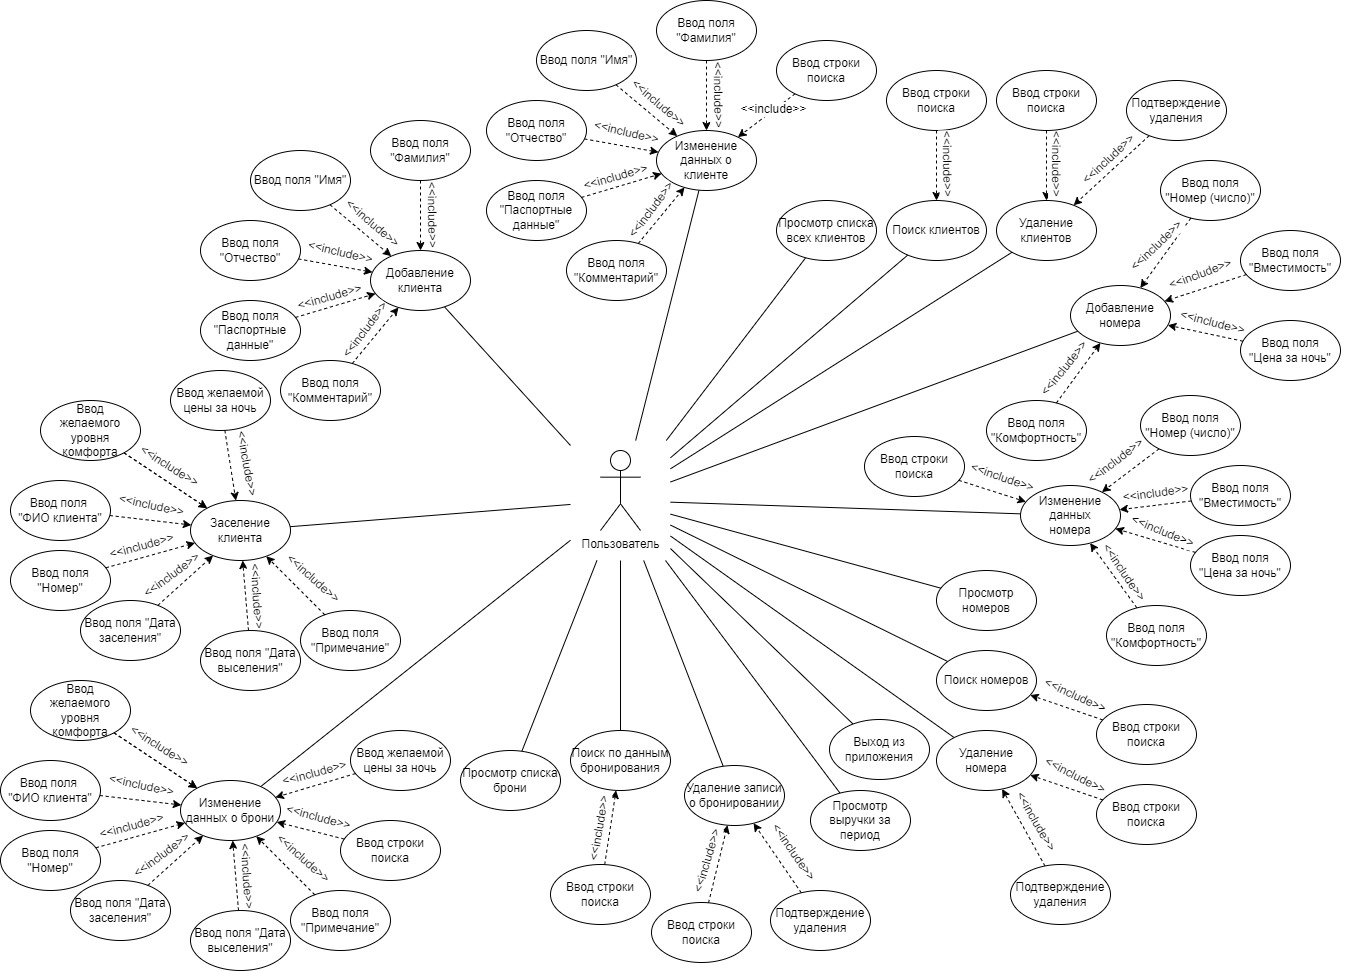 Ввод поля
"Фамилия"
Ввод поля "Имя"
Ввод строки
поиска
Ввод поля
"Отчество"
Ввод поля
"Паспортные
данные"
Ввод поля
"Комментарий"
<<include>>
<<include>>
<<include>>
<<include>>
<<include>>
<<include>>
Изменение
данных о
клиенте
Ввод поля
"Фамилия"
Ввод поля "Имя"
Ввод поля
"Отчество"
Ввод поля
"Паспортные
данные"
Ввод поля
"Комментарий"
<<include>>
<<include>>
<<include>>
<<include>>
<<include>>
Добавление
клиента
Просмотр списка
всех клиентов
Ввод строки
поиска
<<include>>
Поиск клиентов
Ввод строки
поиска
Подтверждение
удаления
<<include>>
<<include>>
Удаление
клиентов
Ввод поля
"Номер (число)"
Ввод поля
"Вместимость"
Ввод поля
"Цена за ночь"
Ввод поля
"Комфортность"
<<include>>
<<include>>
<<include>>
<<include>>
Добавление
номера
Ввод желаемой
цены за ночь
Ввод
желаемого
уровня
комфорта
Ввод поля
"ФИО клиента"
Ввод поля
"Номер"
Ввод поля "Дата
заселения"
Ввод поля "Дата
выселения"
Ввод поля
"Примечание"
<<include>>
<<include>>
<<include>>
<<include>>
<<include>>
<<include>>
<<include>>
Заселение
клиента
Пользователь
Ввод строки
поиска
Ввод поля
"Номер (число)"
Ввод поля
"Вместимость"
Ввод поля
"Цена за ночь"
Ввод поля
"Комфортность"
<<include>>
<<include>>
<<include>>
<<include>>
<<include>>
Изменение
данных
номера
Просмотр
номеров
Поиск номеров
<<include>>
Ввод строки
поиска
Ввод
желаемого
уровня
комфорта
Ввод поля
"ФИО клиента"
Ввод поля
"Номер"
Ввод поля "Дата
заселения"
Ввод поля "Дата
выселения"
Ввод поля
"Примечание"
Ввод строки
поиска
Ввод желаемой
цены за ночь
<<include>>
<<include>>
<<include>>
<<include>>
<<include>>
<<include>>
<<include>>
<<include>>
Изменение
данных о брони
Просмотр списка
брони
Поиск по данным
бронирования
<<include>>
Ввод строки
поиска
Удаление записи
о бронировании
<<include>>
<<include>>
Ввод строки
поиска
Подтверждение
удаления
Просмотр
выручки за
период
Выход из
приложения
Удаление
номера
<<include>>
<<include>>
Ввод строки
поиска
Подтверждение
удаления